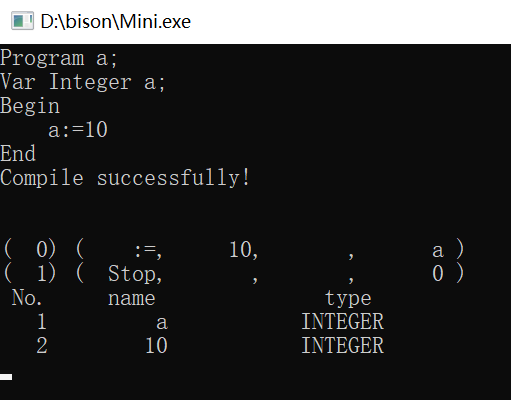 D:\bison\Mini.exe
Program a;
Var Integer a;
Begin
    a:=10
End
Compile successfully!
(  0) (    :=,     10,       ,      a )
(  1) (  Stop,       ,       ,      0 )
 No.     name              type
   1         a           INTEGER
   2        10           INTEGER